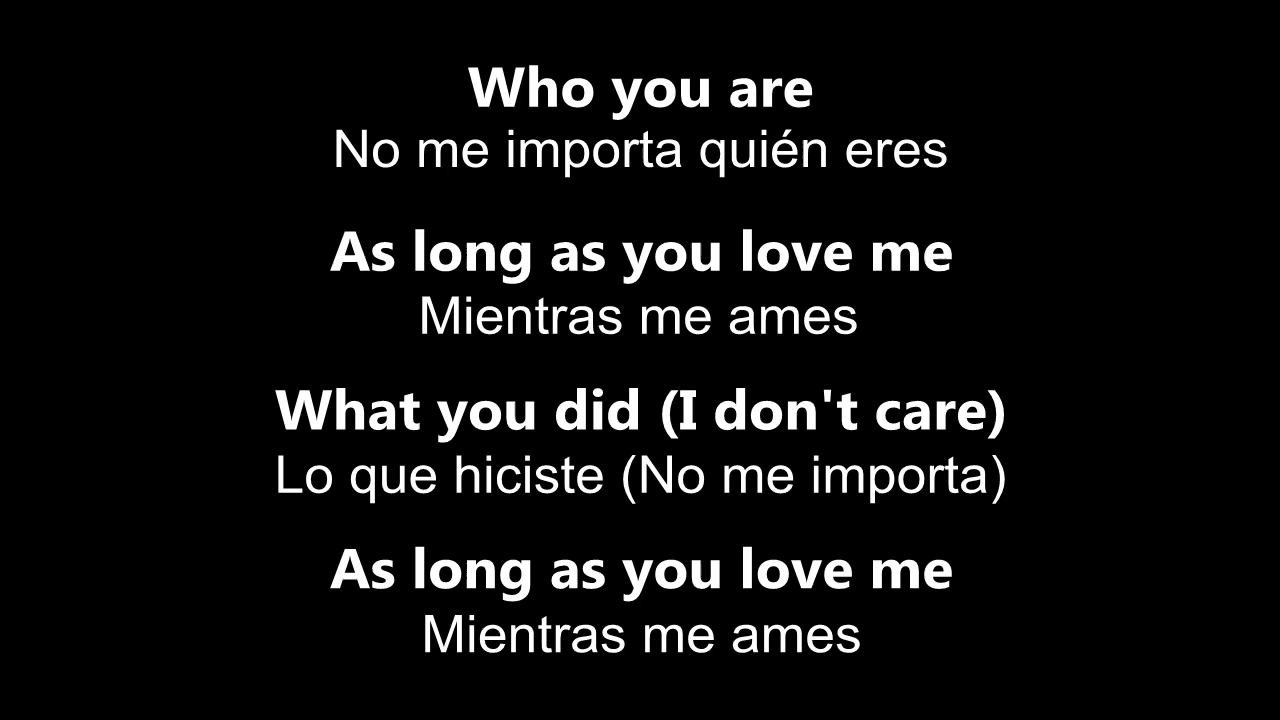 Who you are
No me importa quién eres
As long as you love me
Mientras me ames
What you did (I don't care)
Lo que hiciste (No me importa)
As long as you love me
Mientras me ames